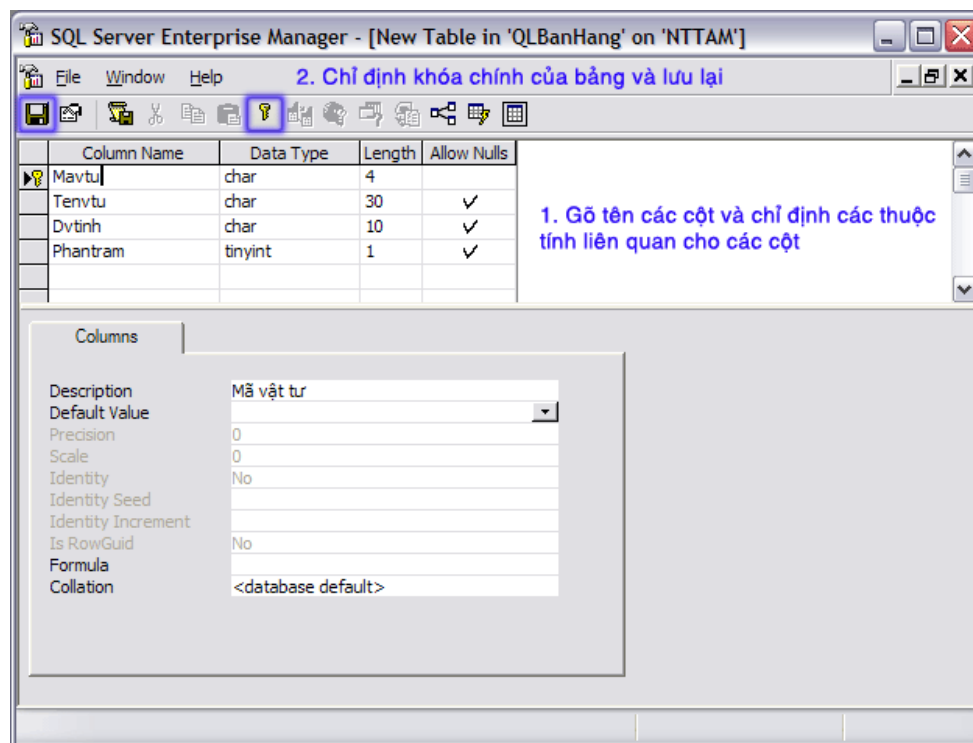 SQL Server Enterprise Manager - [New Table in 'QLBanHang' on 'NTTAM']
File Window Help
2. Chỉ định khóa chính của bảng và lưu lại
Column Name Data Type Length Allow Nulls
Mavtu char 4
Tenvtu char 30
Dvtinh char 10
Phantram tinyint 1
1. Gõ tên các cột và chỉ định các thuộc
tính liên quan cho các cột
Columns
Description Mã vật tư
Default Value
Precision 0
Scale 0
Identity No
Identity Seed
Identity Increment
Is RowGuid No
Formula
Collation <database default>